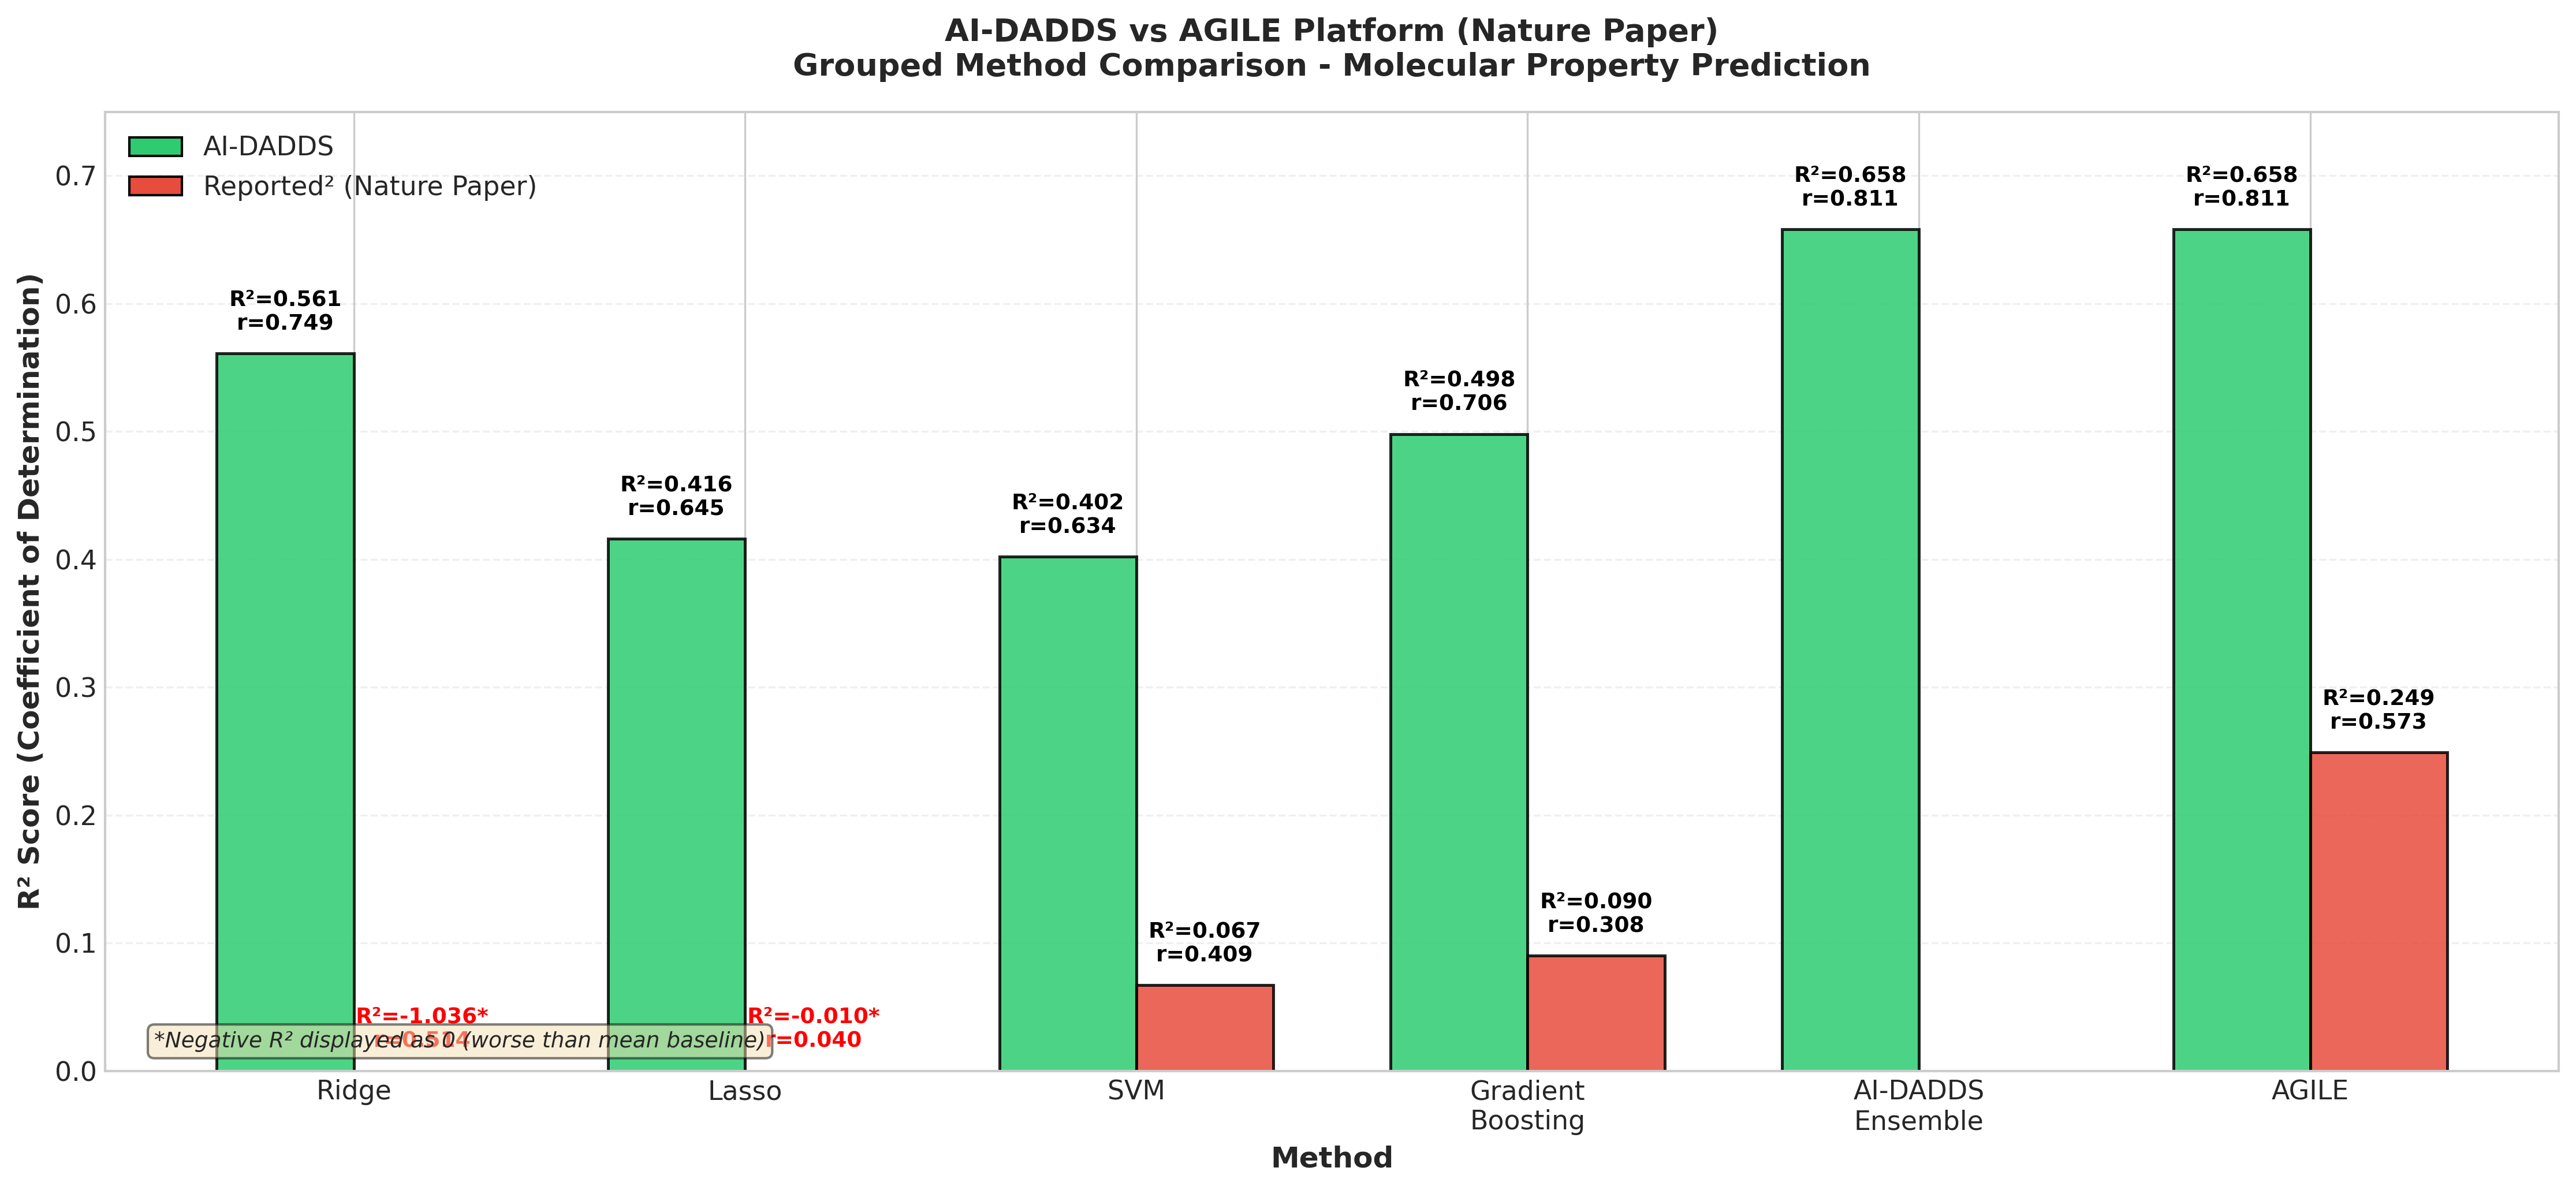 AI-DADDS vs AGILE Platform (Nature Paper)
Grouped Method Comparison - Molecular Property Prediction
AI-DADDS
Reported² (Nature Paper)
R² Score (Coefficient of Determination)
0.7
0.6
0.5
0.4
0.3
0.2
0.1
0.0
R²=0.561
r=0.749
R²=-1.036*
r=0.514
R²=0.416
r=0.645
R²=-0.010*
r=0.040
R²=0.402
r=0.634
R²=0.067
r=0.409
R²=0.498
r=0.706
R²=0.090
r=0.308
R²=0.658
r=0.811
R²=0.658
r=0.811
R²=0.249
r=0.573
*Negative R² displayed as 0 (worse than mean baseline)
Ridge
Lasso
SVM
Gradient
Boosting
AI-DADDS
Ensemble
AGILE
Method